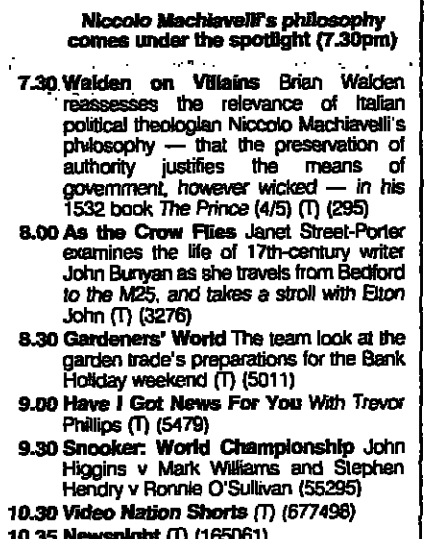 Niccolo Machiavelli's philosophy
comes under the spotlight (7.30pm)
7.30 Walden on Villains Brian Walden
reassesses the relevance of Italian
political theologian Niccolo Machiavelli's
philosophy — that the preservation of
authority justifies the means of
government, however wicked — in his
1532 book The Prince (4/5) (T) (295)
8.00 As the Crow Flies Janet Street-Porter
examines the life of 17th-century writer
John Bunyan as she travels from Bedford
to the M25, and takes a stroll with Elton
John (T) (3276)
8.30 Gardeners' World The team look at the
garden trade's preparations for the Bank
Holiday weekend (T) (5011)
9.00 Have I Got News For You With Trevor
Phillips (T) (5479)
9.30 Snooker: World Championship John
Higgins v Mark Williams and Stephen
Hendry v Ronnie O'Sullivan (55295)
10.30 Video Nation Shorts (T) (677498)
10.35 Newsnight (T) (165061)